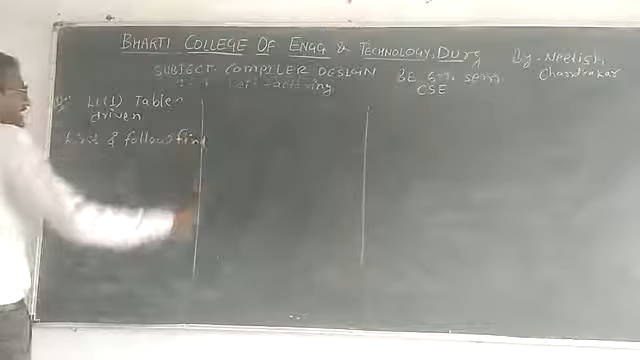 BHARTI COLLEGE OF ENGG & TECHNOLOGY, DURG
By-Neetish Chandrakar
SUBJECT- COMPILER DESIGN
BE 6th sem,
CSE
Left factoring
LL(1) Table
driven
first & follow find